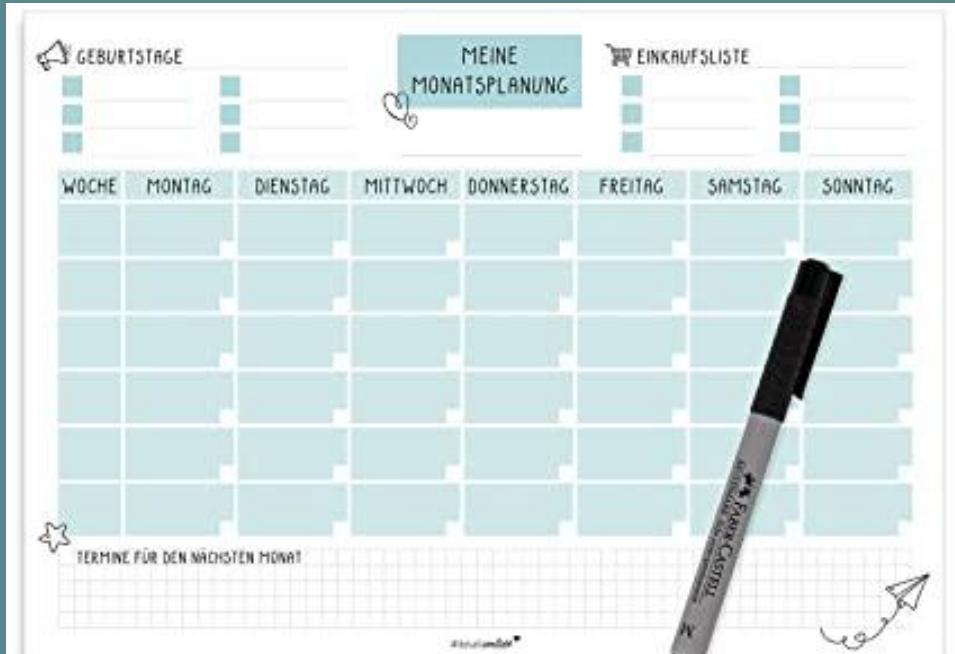 GEBURTSTAGE
MEINE
MONATSPLANUNG
EINKAUFSLISTE
WOCHE MONTAG DIENSTAG MITTWOCH DONNERSTAG FREITAG SAMSTAG SONNTAG
TERMINE FÜR DEN NÄCHSTEN MONAT
FABER-CASTELL
M